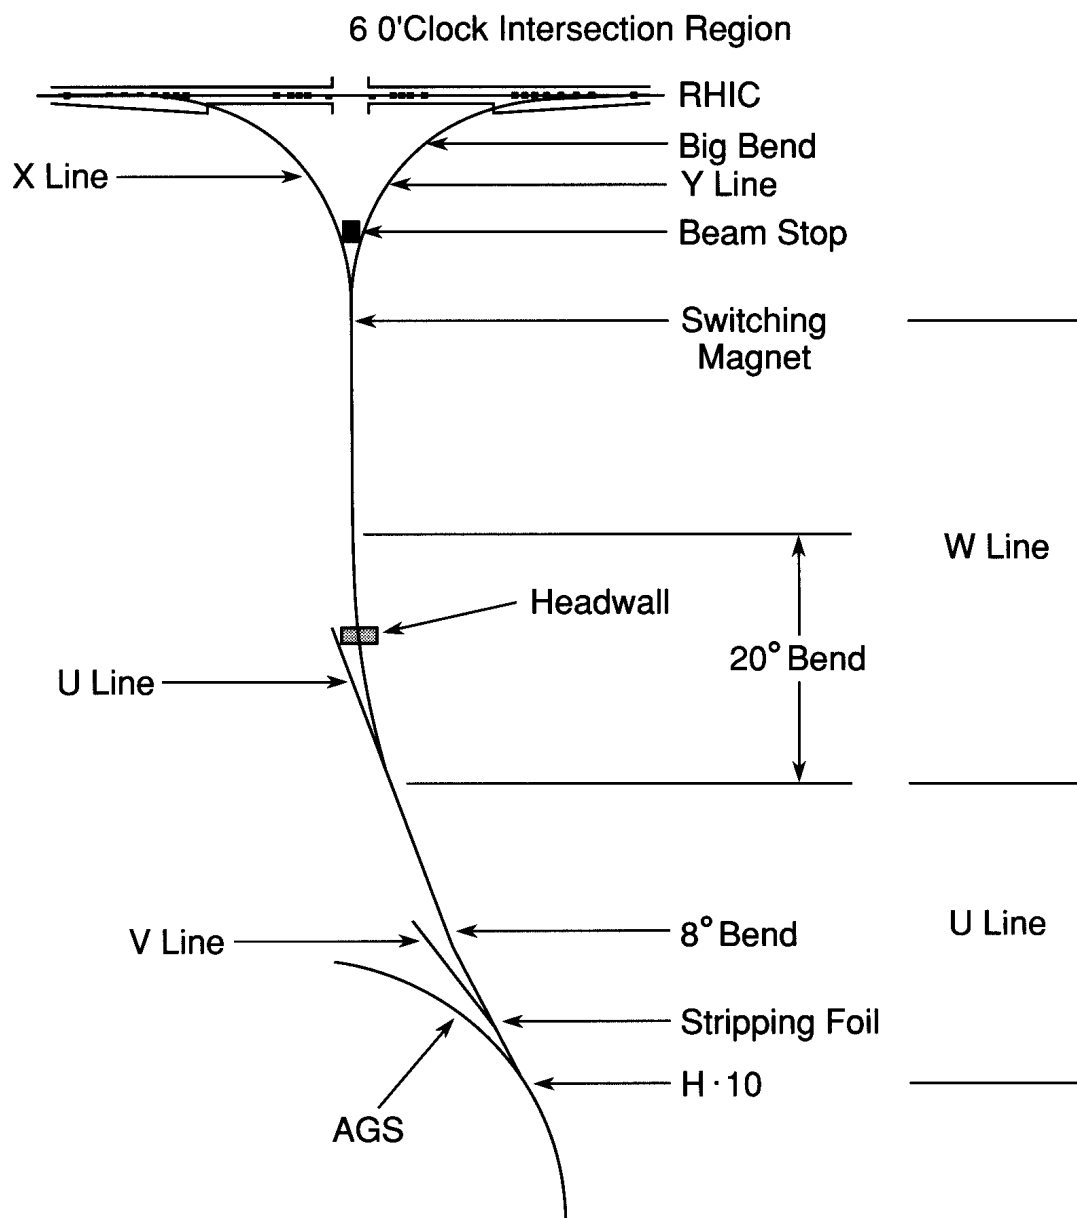 6 0'Clock Intersection Region
RHIC
Big Bend
X Line
Y Line
Beam Stop
Switching
Magnet
W Line
Headwall
20° Bend
U Line
U Line
8° Bend
V Line
Stripping Foil
H · 10
AGS